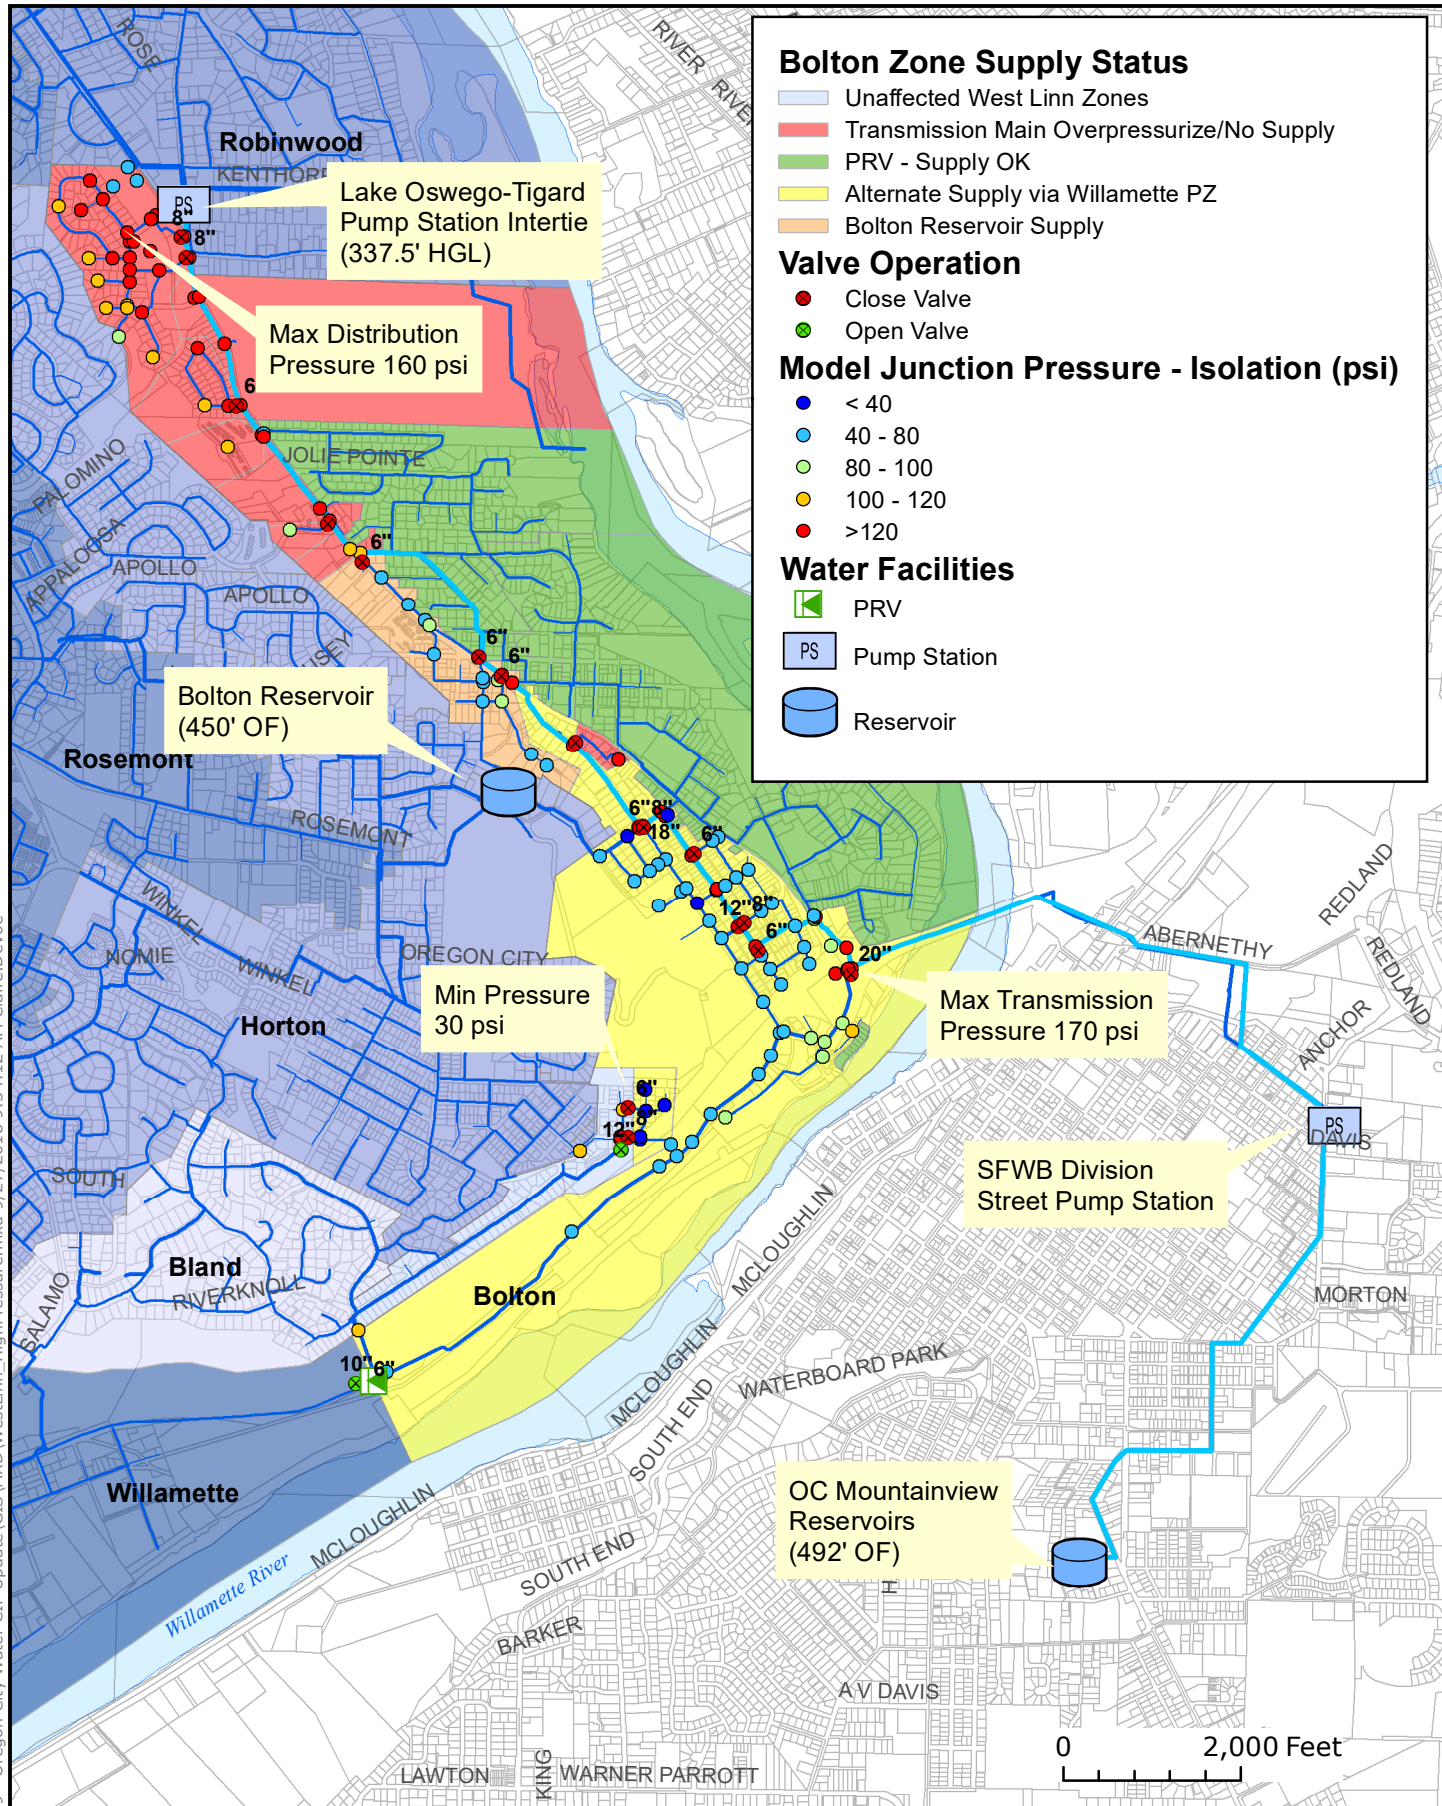 Bolton Zone Supply Status
Unaffected West Linn Zones
Transmission Main Overpressurize/No Supply
PRV - Supply OK
Alternate Supply via Willamette PZ
Bolton Reservoir Supply
Valve Operation
Close Valve
Open Valve
Model Junction Pressure - Isolation (psi)
< 40
40 - 80
80 - 100
100 - 120
>120
Water Facilities
PRV
PS
Pump Station
Reservoir
ROSE
RIVER
RIVER
Robinwood
KENTHORP
PS
8"
8"
Lake Oswego-Tigard
Pump Station Intertie
(337.5' HGL)
Max Distribution
Pressure 160 psi
6
JOLIE POINTE
PALOMINO
APPALOOSA
6"
APOLLO
APOLLO
6"
6"
Bolton Reservoir
(450' OF)
Rosemont
ROSEMONT
6"
8"
18"
6"
12"
8"
6"
20"
WINKEL
NOMIE
WINKEL
OREGON CITY
REDLAND
ABERNETHY
REDLAND
Min Pressure
30 psi
Horton
Max Transmission
Pressure 170 psi
ANCHOR
6"
8"
12"
PS
DAVIS
SOUTH
SFWB Division
Street Pump Station
MCLOUGHLIN
Bland
RIVERKNOLL
SALAMO
Bolton
MORTON
10"
6"
MCLOUGHLIN
WATERBOARD PARK
SOUTH END
Willamette
MCLOUGHLIN
OC Mountainview
Reservoirs
(492' OF)
SOUTH END
Willamette River
BARKER
A V DAVIS
0
2,000 Feet
LAWTON
KING
WARNER PARROTT